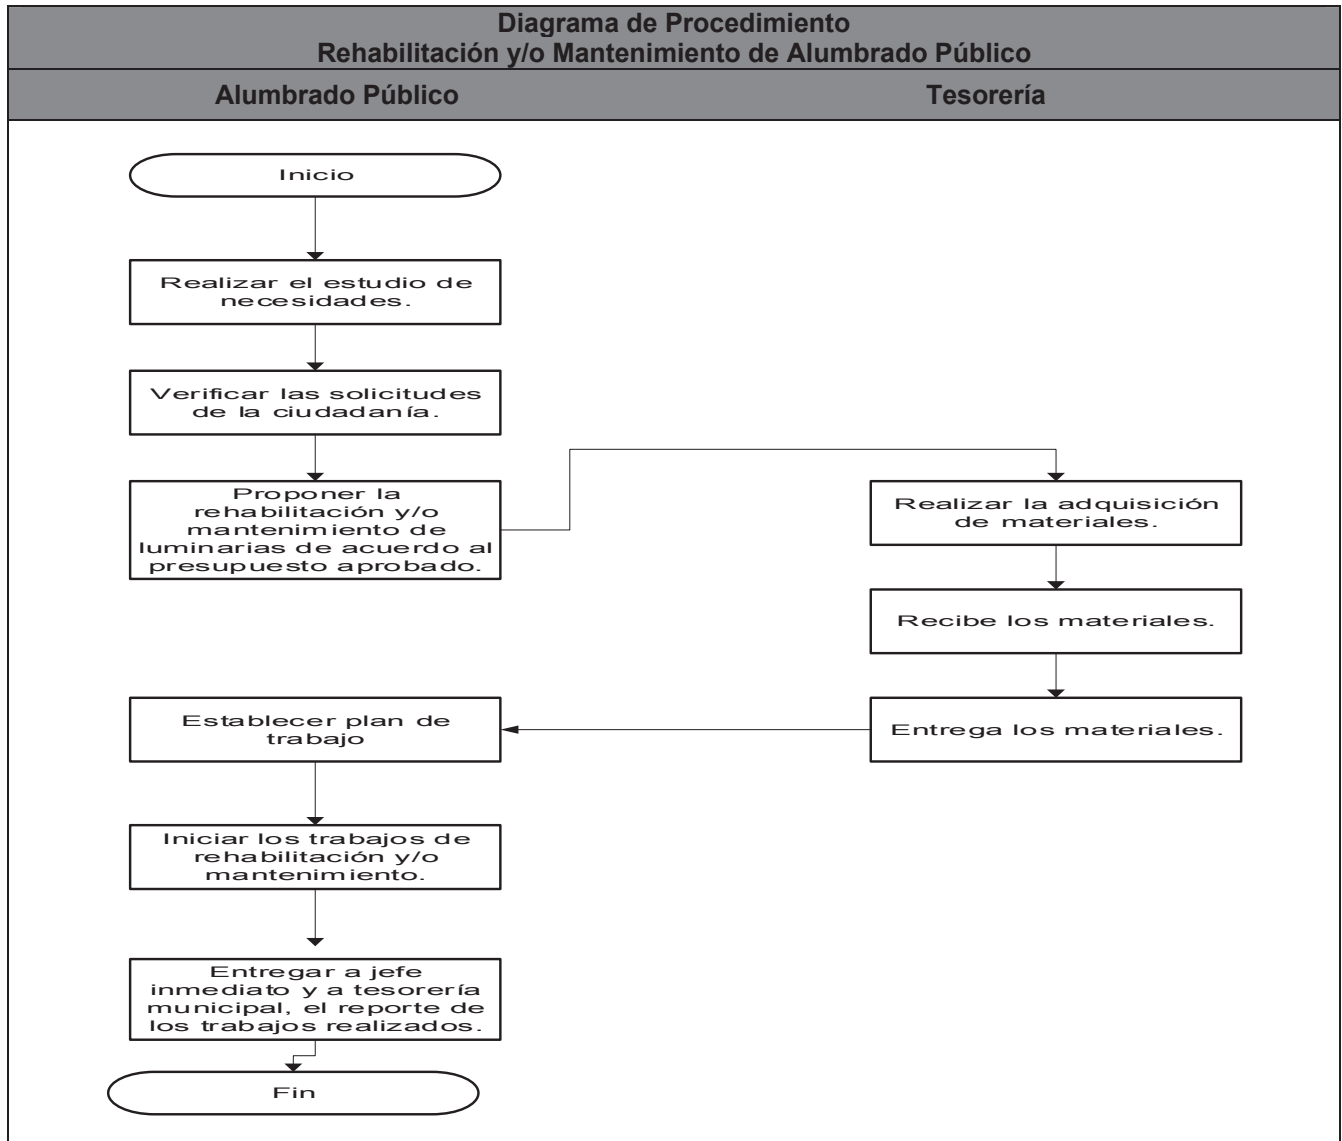 Diagrama de Procedimiento
Rehabilitación y/o Mantenimiento de Alumbrado Público
Alumbrado Público
Tesorería
Inicio
Realizar el estudio de
necesidades.
Verificar las solicitudes
de la ciudadanía.
Proponer la
rehabilitación y/o
mantenimiento de
luminarias de acuerdo al
presupuesto aprobado.
Realizar la adquisición
de materiales.
Recibe los materiales.
Entrega los materiales.
Establecer plan de
trabajo
Iniciar los trabajos de
rehabilitación y/o
mantenimiento.
Entregar a jefe
inmediato y a tesorería
municipal, el reporte de
los trabajos realizados.
Fin